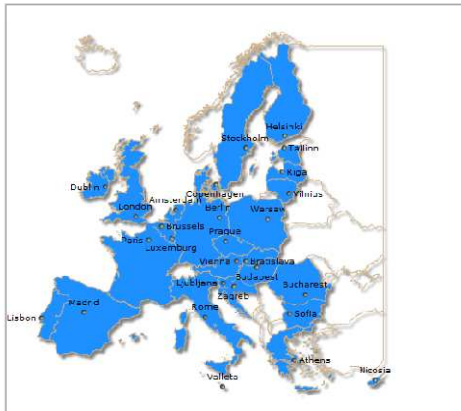 Helsinki
Stockholm
Tallinn
Riga
Dublin
Copenhagen
Vilnius
Amsterdam
London
Berlin
Warsaw
Brussels
Paris
Prague
Luxemburg
Vienna
Bratislava
Budapest
Ljubljana
Zagreb
Bucharest
Madrid
Rome
Sofia
Lisbon
Athens
Nicosia
Valleta